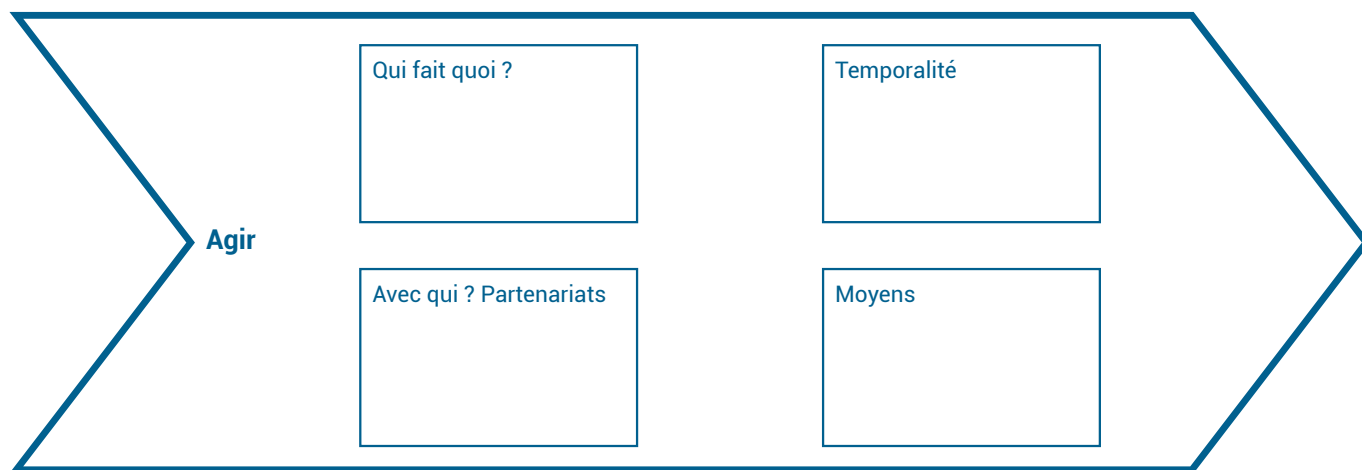 Qui fait quoi ?
Temporalité
Agir
Avec qui ? Partenariats
Moyens